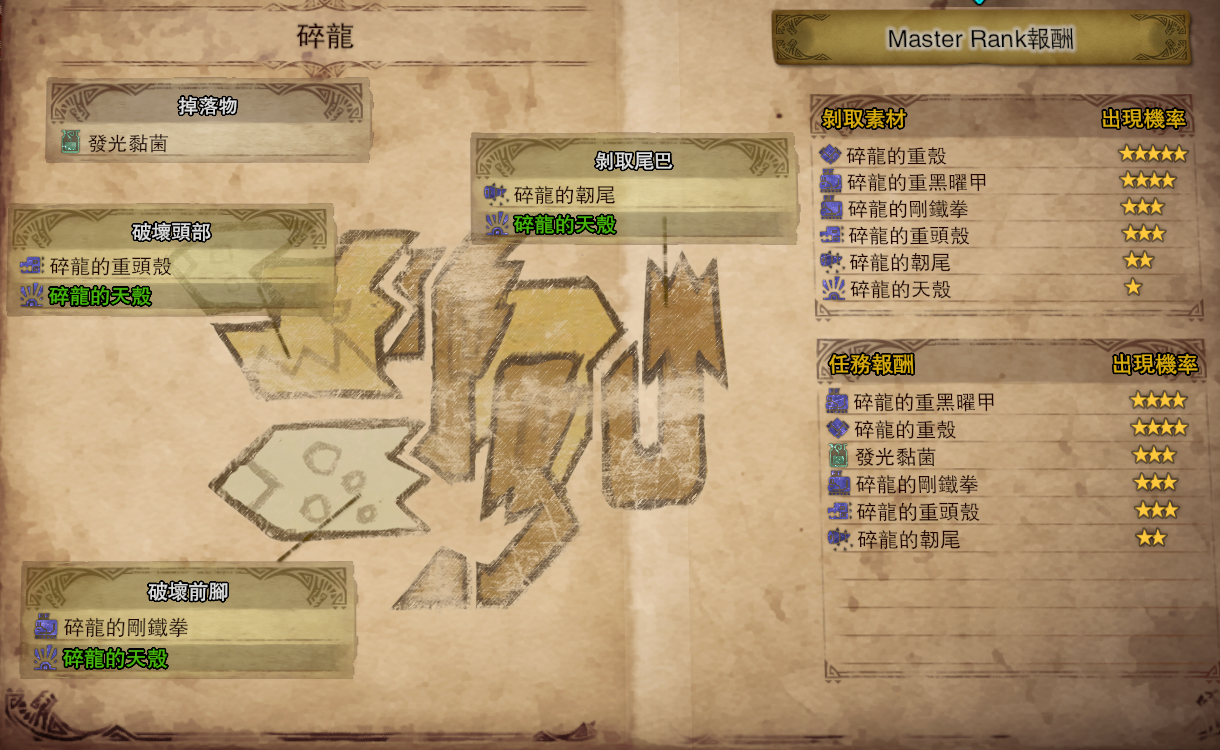 碎龍
掉落物
發光黏菌
剝取尾巴
碎龍的韌尾
碎龍的天殼
破壞頭部
碎龍的重頭殼
碎龍的天殼
破壞前腳
碎龍的剛鐵拳
碎龍的天殼
Master Rank報酬
剝取素材 出現機率
碎龍的重殼 ★★★★★
碎龍的重黑曜甲 ★★★★
碎龍的剛鐵拳 ★★★
碎龍的重頭殼 ★★★
碎龍的韌尾 ★★
碎龍的天殼 ★
任務報酬 出現機率
碎龍的重黑曜甲 ★★★★
碎龍的重殼 ★★★★
發光黏菌 ★★★
碎龍的剛鐵拳 ★★★
碎龍的重頭殼 ★★★
碎龍的韌尾 ★★